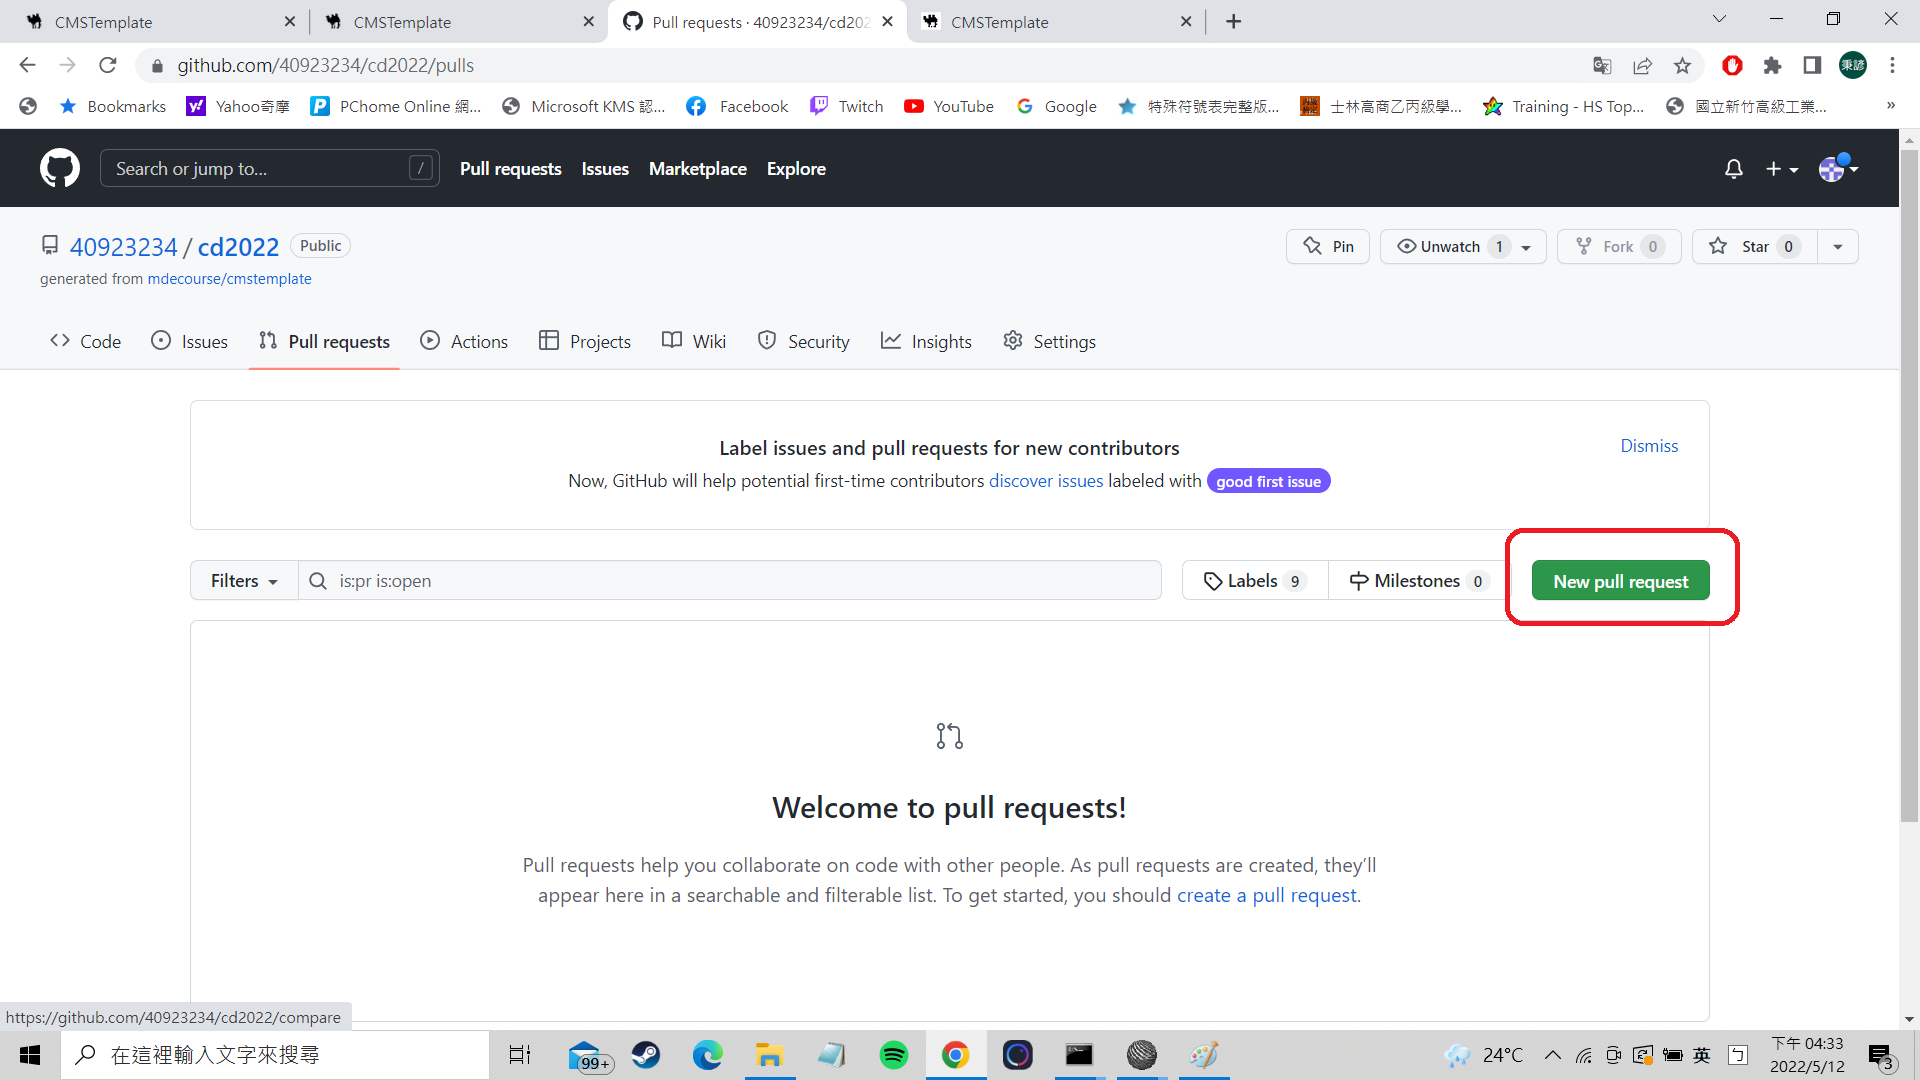 CMSTemplate
CMSTemplate
Pull requests · 40923234/cd202
CMSTemplate
github.com/40923234/cd2022/pulls
秉諺
Bookmarks
Yahoo奇摩
PChome Online 網...
Microsoft KMS 認...
Facebook
Twitch
YouTube
Google
特殊符號表完整版...
士林高商乙丙級學...
Training - HS Top...
國立新竹高級工業...
»
Search or jump to...
/
Pull requests
Issues
Marketplace
Explore
40923234 / cd2022 Public
Pin
Unwatch 1
Fork 0
Star 0
generated from mdecourse/cmstemplate
Code
Issues
Pull requests
Actions
Projects
Wiki
Security
Insights
Settings
Label issues and pull requests for new contributors
Dismiss
Now, GitHub will help potential first-time contributors discover issues labeled with good first issue
Filters
is:pr is:open
Labels 9
Milestones 0
New pull request
Welcome to pull requests!
Pull requests help you collaborate on code with other people. As pull requests are created, they’ll
appear here in a searchable and filterable list. To get started, you should create a pull request.
https://github.com/40923234/cd2022/compare
在這裡輸入文字來搜尋
99+
24°C
英
ㄅ
下午 04:33
2022/5/12
3